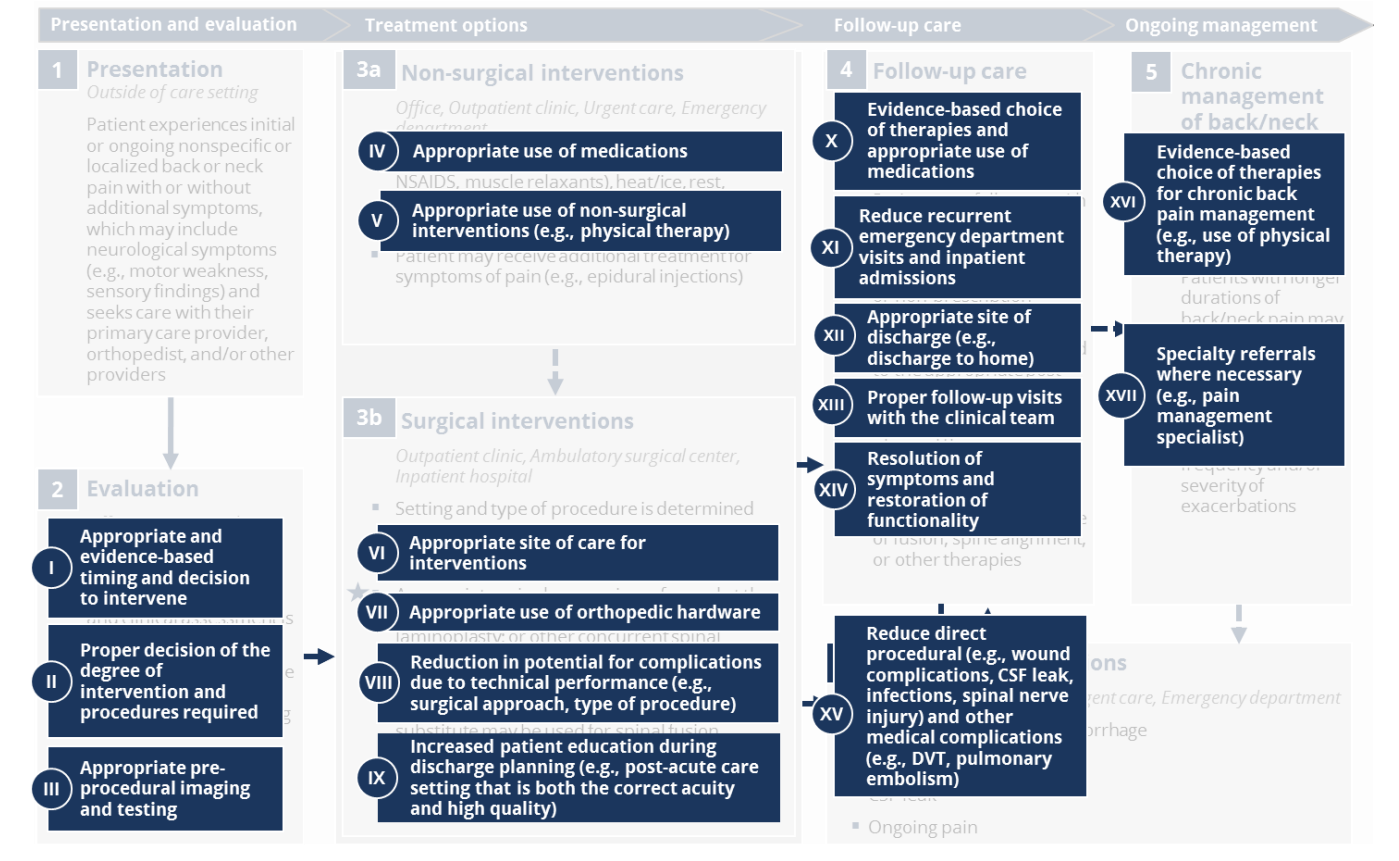 Presentation and evaluation
Treatment options
Follow-up care
Ongoing management
1
Presentation
Outside of care setting
Patient experiences initial
or ongoing nonspecific or
localized back or neck
pain with or without
additional symptoms,
which may include
neurological symptoms
(e.g., motor weakness,
sensory findings) and
seeks care with their
primary care provider,
orthopedist, and/or other
providers
2
Evaluation
I
Appropriate and
evidence-based
timing and decision
to intervene
II
Proper decision of the
degree of
intervention and
procedures required
III
Appropriate pre-
procedural imaging
and testing
3a
Non-surgical interventions
Office, Outpatient clinic, Urgent care, Emergency
department
IV
Appropriate use of medications
NSAIDS, muscle relaxants), heat/ice, rest,
V
Appropriate use of non-surgical
interventions (e.g., physical therapy)
▪ Patient may receive additional treatment for
symptoms of pain (e.g., epidural injections)
3b
Surgical interventions
Outpatient clinic, Ambulatory surgical center,
Inpatient hospital
▪ Setting and type of procedure is determined
VI
Appropriate site of care for
interventions
VII
Appropriate use of orthopedic hardware
laminoplasty; or other concurrent spinal
VIII
Reduction in potential for complications
due to technical performance (e.g.,
surgical approach, type of procedure)
substitute may be used for spinal fusion
IX
Increased patient education during
discharge planning (e.g., post-acute care
setting that is both the correct acuity
and high quality)
4
Follow-up care
X
Evidence-based choice
of therapies and
appropriate use of
medications
XI
Reduce recurrent
emergency department
visits and inpatient
admissions
XII
Appropriate site of
discharge (e.g.,
discharge to home)
XIII
Proper follow-up visits
with the clinical team
XIV
Resolution of
symptoms and
restoration of
functionality
of fusion, spine alignment,
or other therapies
XV
Reduce direct
procedural (e.g., wound
complications, CSF leak,
infections, spinal nerve
injury) and other
medical complications
(e.g., DVT, pulmonary
embolism)
ons
gent care, Emergency department
orrhage
CSF leak
▪ Ongoing pain
5
Chronic
management
of back/neck
XVI
Evidence-based
choice of therapies
for chronic back
pain management
(e.g., use of physical
therapy)
Patients with longer
durations of
back/neck pain may
XVII
Specialty referrals
where necessary
(e.g., pain
management
specialist)
frequency and/or
severity of
exacerbations